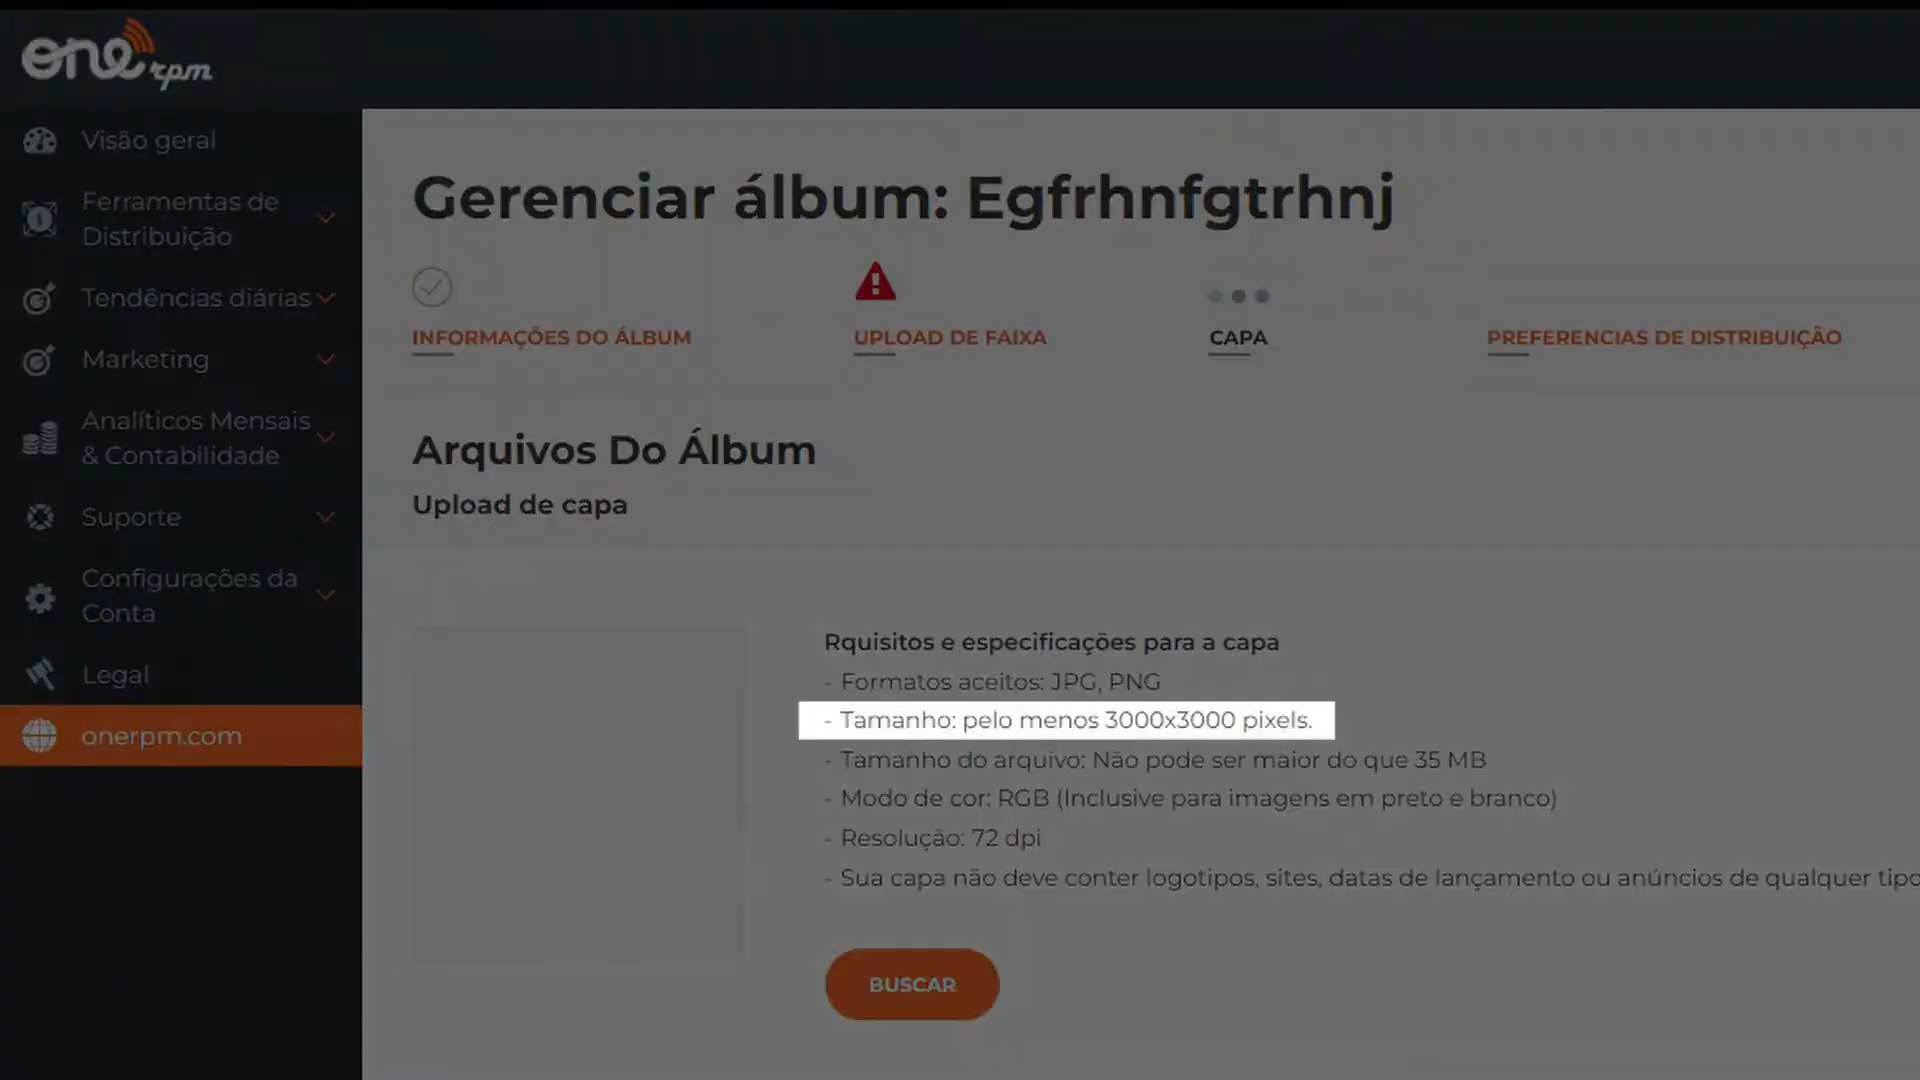 one rpm
Visão geral
Ferramentas de
Distribuição
Tendências diárias
Marketing
Analíticos Mensais
& Contabilidade
Suporte
Configurações da
Conta
Legal
onerpm.com
Gerenciar álbum: Egfrhnfgtrhnj
INFORMAÇÕES DO ÁLBUM
UPLOAD DE FAIXA
CAPA
PREFERENCIAS DE DISTRIBUIÇÃO
Arquivos Do Álbum
Upload de capa
Rquisitos e especificações para a capa
- Formatos aceitos: JPG, PNG
- Tamanho: pelo menos 3000x3000 pixels.
- Tamanho do arquivo: Não pode ser maior do que 35 MB
- Modo de cor: RGB (Inclusive para imagens em preto e branco)
- Resolução: 72 dpi
- Sua capa não deve conter logotipos, sites, datas de lançamento ou anúncios de qualquer tipo
BUSCAR